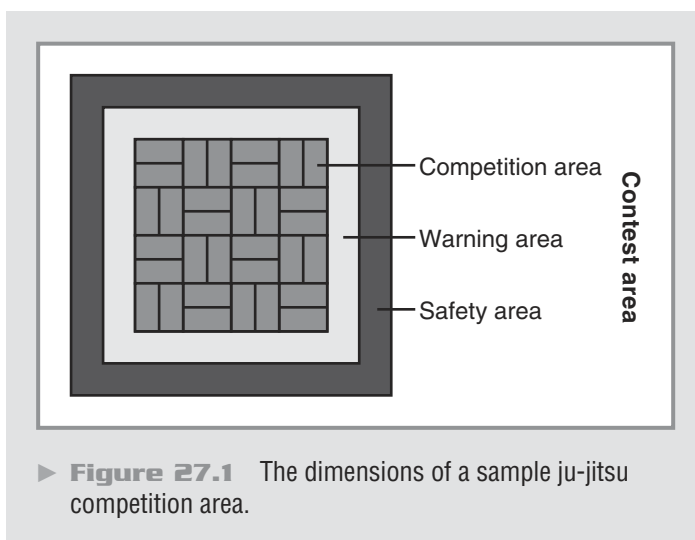 Competition area
Warning area
Safety area
Contest area
Figure 27.1 The dimensions of a sample ju-jitsu
competition area.